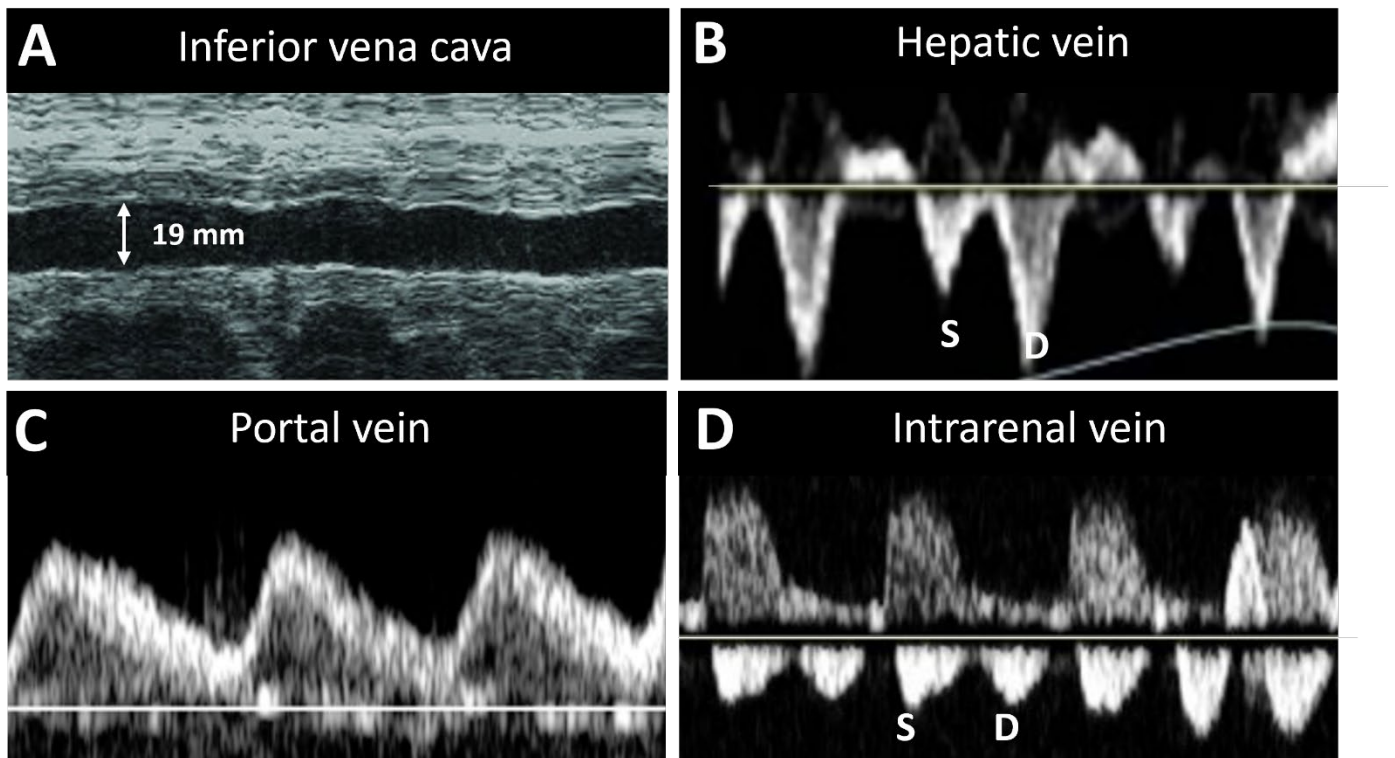 A
Inferior vena cava
19 mm
B
Hepatic vein
S
D
C
Portal vein
D
Intrarenal vein
S
D